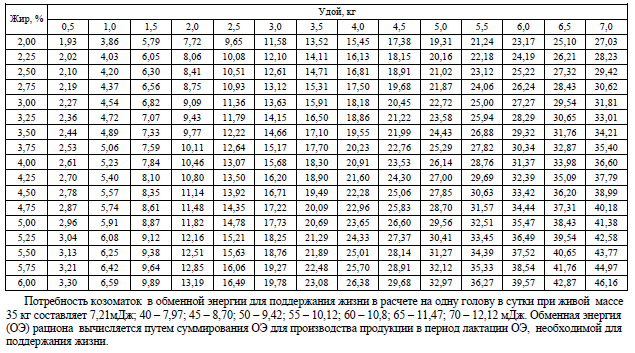 Жир, % Удой, кг
0,5 1,0 1,5 2,0 2,5 3,0 3,5 4,0 4,5 5,0 5,5 6,0 6,5 7,0
2,00 1,93 3,86 5,79 7,72 9,65 11,58 13,52 15,45 17,38 19,31 21,24 23,17 25,10 27,03
2,25 2,02 4,03 6,05 8,06 10,08 12,10 14,11 16,13 18,15 20,16 22,18 24,19 26,21 28,23
2,50 2,10 4,20 6,30 8,41 10,51 12,61 14,71 16,81 18,91 21,02 23,12 25,22 27,32 29,42
2,75 2,19 4,37 6,56 8,75 10,93 13,12 15,31 17,50 19,68 21,87 24,06 26,24 28,43 30,62
3,00 2,27 4,54 6,82 9,09 11,36 13,63 15,91 18,18 20,45 22,72 25,00 27,27 29,54 31,81
3,25 2,36 4,72 7,07 9,43 11,79 14,15 16,50 18,86 21,22 23,58 25,94 28,29 30,65 33,01
3,50 2,44 4,89 7,33 9,77 12,22 14,66 17,10 19,55 21,99 24,43 26,88 29,32 31,76 34,21
3,75 2,53 5,06 7,59 10,11 12,64 15,17 17,70 20,23 22,76 25,29 27,82 30,34 32,87 35,40
4,00 2,61 5,23 7,84 10,46 13,07 15,68 18,30 20,91 23,53 26,14 28,76 31,37 33,98 36,60
4,25 2,70 5,40 8,10 10,80 13,50 16,20 18,90 21,60 24,30 27,00 29,69 32,39 35,09 37,79
4,50 2,78 5,57 8,35 11,14 13,92 16,71 19,49 22,28 25,06 27,85 30,63 33,42 36,20 38,99
4,75 2,87 5,74 8,61 11,48 14,35 17,22 20,09 22,96 25,83 28,70 31,57 34,44 37,31 40,18
5,00 2,96 5,91 8,87 11,82 14,78 17,73 20,69 23,65 26,60 29,56 32,51 35,47 38,43 41,38
5,25 3,04 6,08 9,12 12,16 15,21 18,25 21,29 24,33 27,37 30,41 33,45 36,49 39,54 42,58
5,50 3,13 6,25 9,38 12,51 15,63 18,76 21,89 25,01 28,14 31,27 34,39 37,52 40,65 43,77
5,75 3,21 6,42 9,64 12,85 16,06 19,27 22,48 25,70 28,91 32,12 35,33 38,54 41,76 44,97
6,00 3,30 6,59 9,89 13,19 16,49 19,78 23,08 26,38 29,68 32,97 36,27 39,57 42,87 46,16
Потребность козоматок в обменной энергии для поддержания жизни в расчете на одну голову в сутки при живой массе
35 кг составляет 7,21мДж; 40 – 7,97; 45 – 8,70; 50 – 9,42; 55 – 10,12; 60 – 10,8; 65 – 11,47; 70 – 12,12 мДж. Обменная энергия
(ОЭ) рациона вычисляется путем суммирования ОЭ для производства продукции в период лактации ОЭ, необходимой для
поддержания жизни.